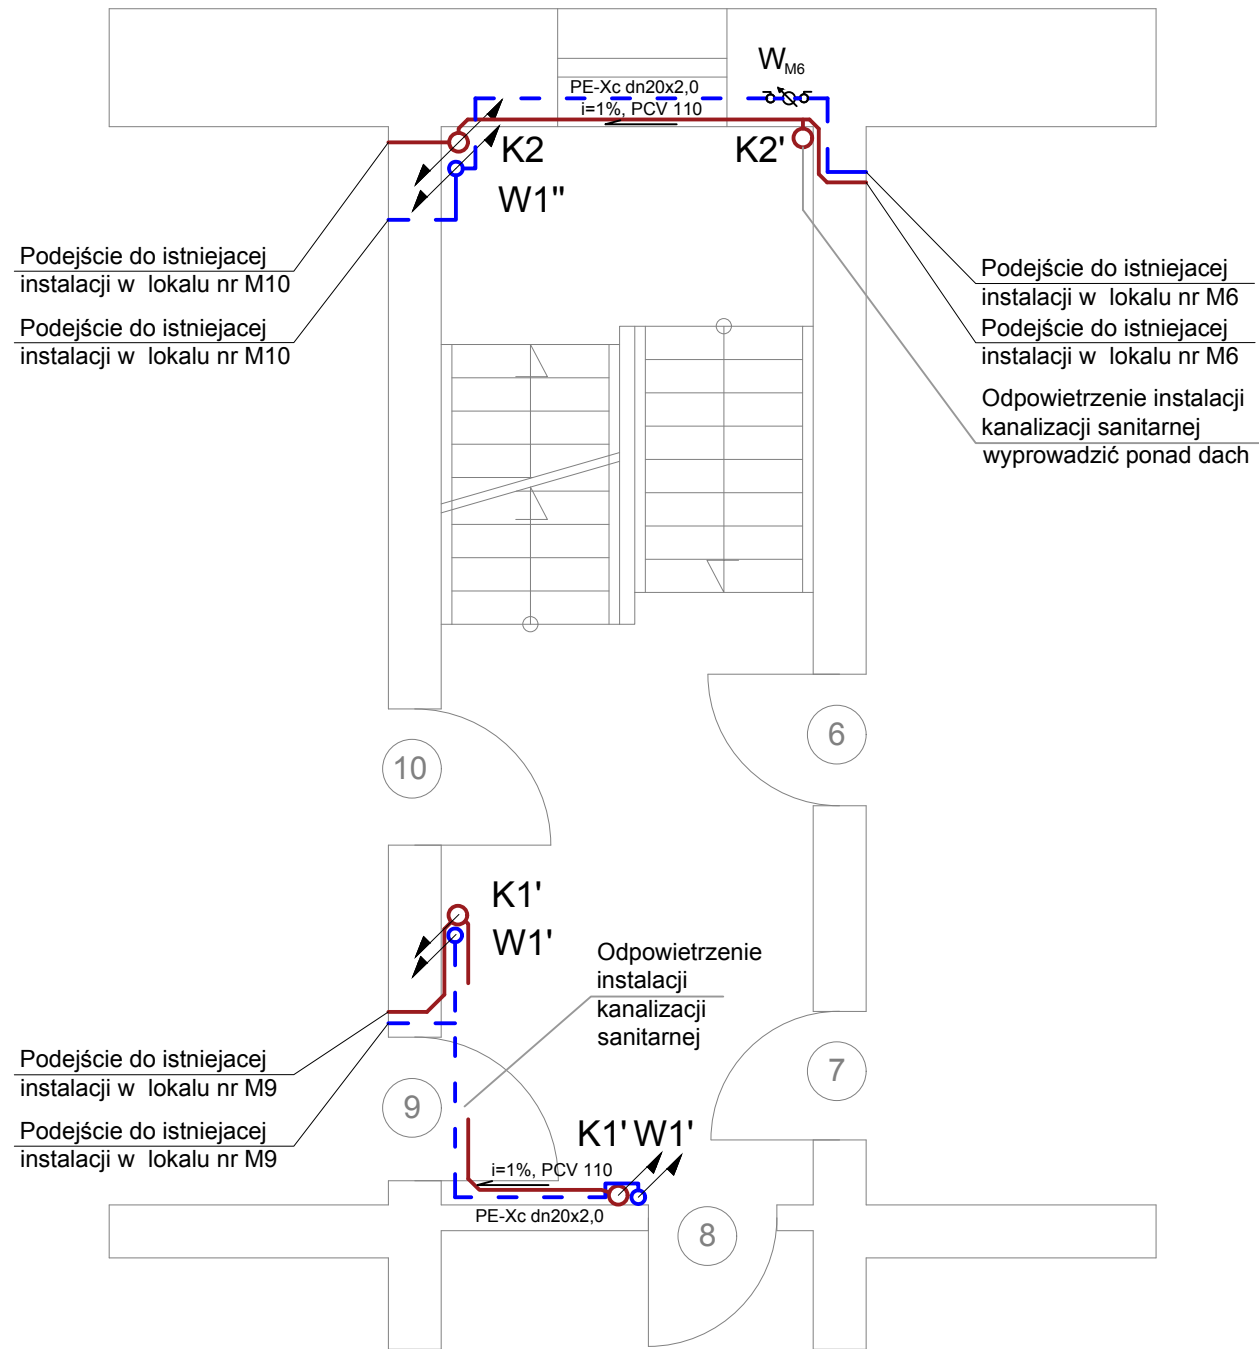 W M6
PE-Xc dn20x2,0
i=1%, PCV 110
K2
K2'
W1"
Podejście do istniejacej
instalacji w lokalu nr M10
Podejście do istniejacej
instalacji w lokalu nr M10
Podejście do istniejacej
instalacji w lokalu nr M6
Podejście do istniejacej
instalacji w lokalu nr M6
Odpowietrzenie instalacji
kanalizacji sanitarnej
wyprowadzić ponad dach
6
10
K1'
W1'
Odpowietrzenie
instalacji
kanalizacji
sanitarnej
Podejście do istniejacej
instalacji w lokalu nr M9
Podejście do istniejacej
instalacji w lokalu nr M9
7
9
K1' W1'
i=1%, PCV 110
PE-Xc dn20x2,0
8